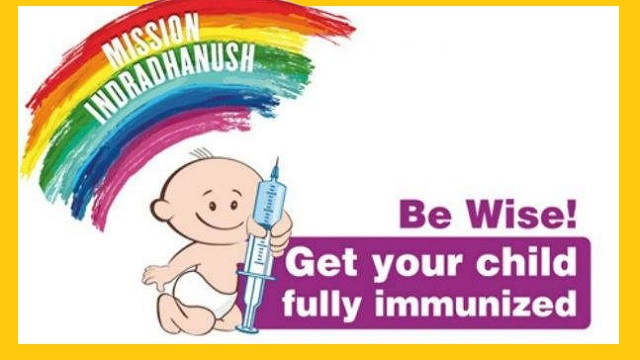 MISSION
INDRADHANUSH
Be Wise!
Get your child
fully immunized